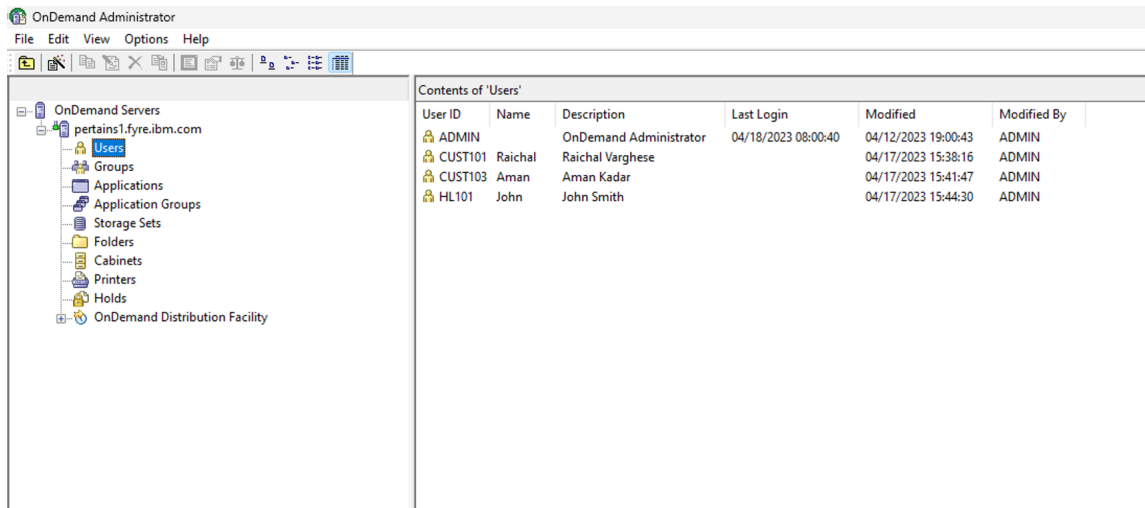 OnDemand Administrator
File Edit View Options Help
OnDemand Servers
pertains1.fyre.ibm.com
Users
Groups
Applications
Application Groups
Storage Sets
Folders
Cabinets
Printers
Holds
OnDemand Distribution Facility
Contents of 'Users'
User ID Name Description Last Login Modified Modified By
ADMIN OnDemand Administrator 04/18/2023 08:00:40 04/12/2023 19:00:43 ADMIN
CUST101 Raichal Raichal Varghese 04/17/2023 15:38:16 ADMIN
CUST103 Aman Aman Kadar 04/17/2023 15:41:47 ADMIN
HL101 John John Smith 04/17/2023 15:44:30 ADMIN